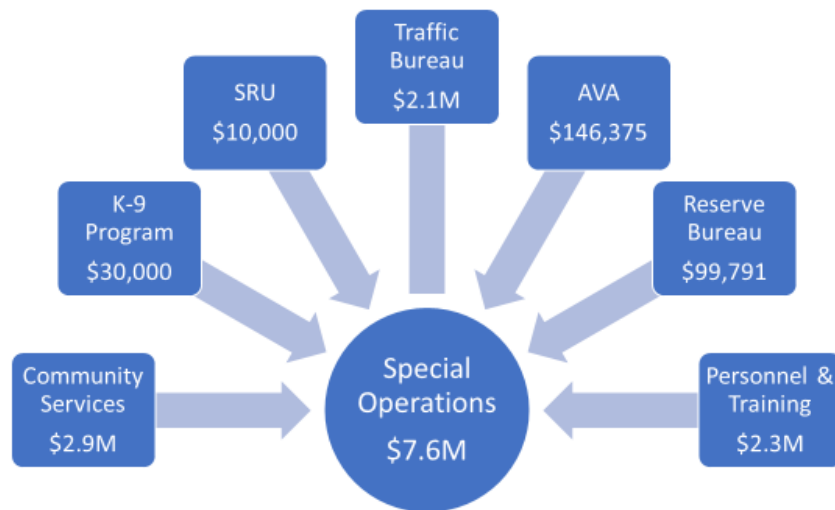 Traffic
Bureau
$2.1M
SRU
$10,000
AVA
$146,375
K-9
Program
$30,000
Reserve
Bureau
$99,791
Community
Services
$2.9M
Special
Operations
$7.6M
Personnel &
Training
$2.3M